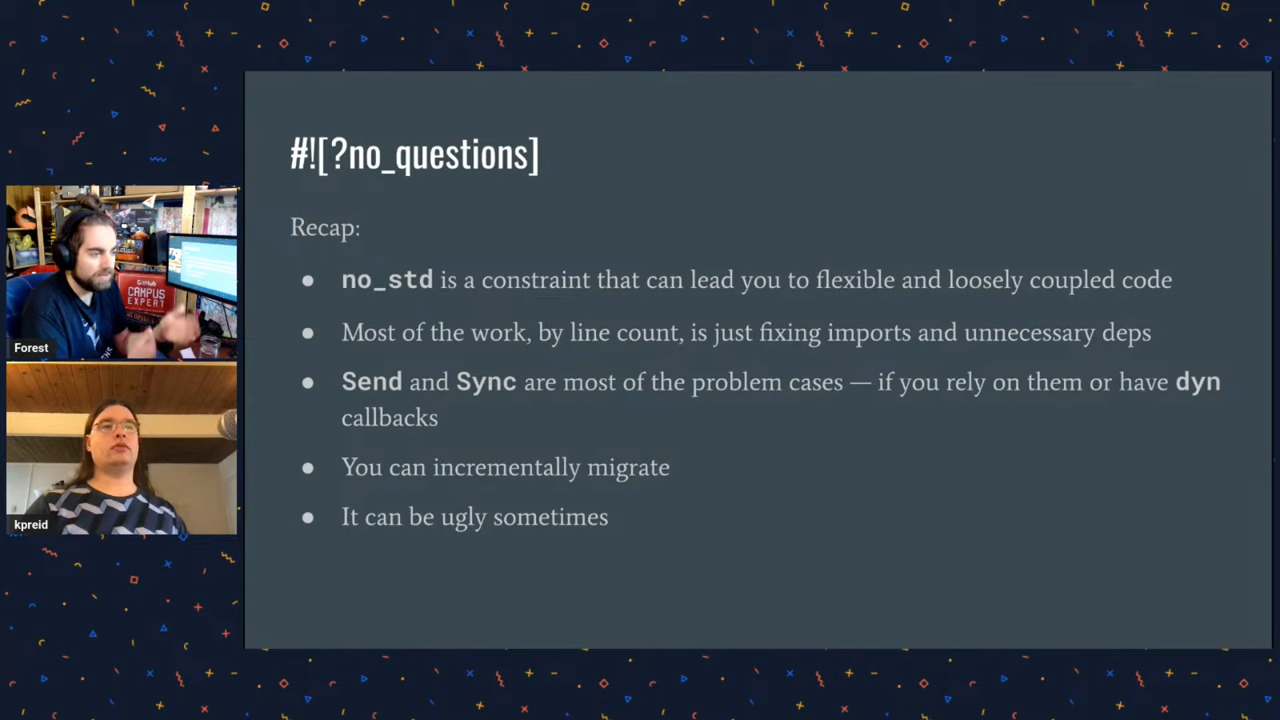 #![?no_questions]
Recap:
● no_std is a constraint that can lead you to flexible and loosely coupled code
● Most of the work, by line count, is just fixing imports and unnecessary deps
● Send and Sync are most of the problem cases — if you rely on them or have dyn
callbacks
● You can incrementally migrate
● It can be ugly sometimes
GitHub
CAMPUS
EXPERT
Forest
kpreid